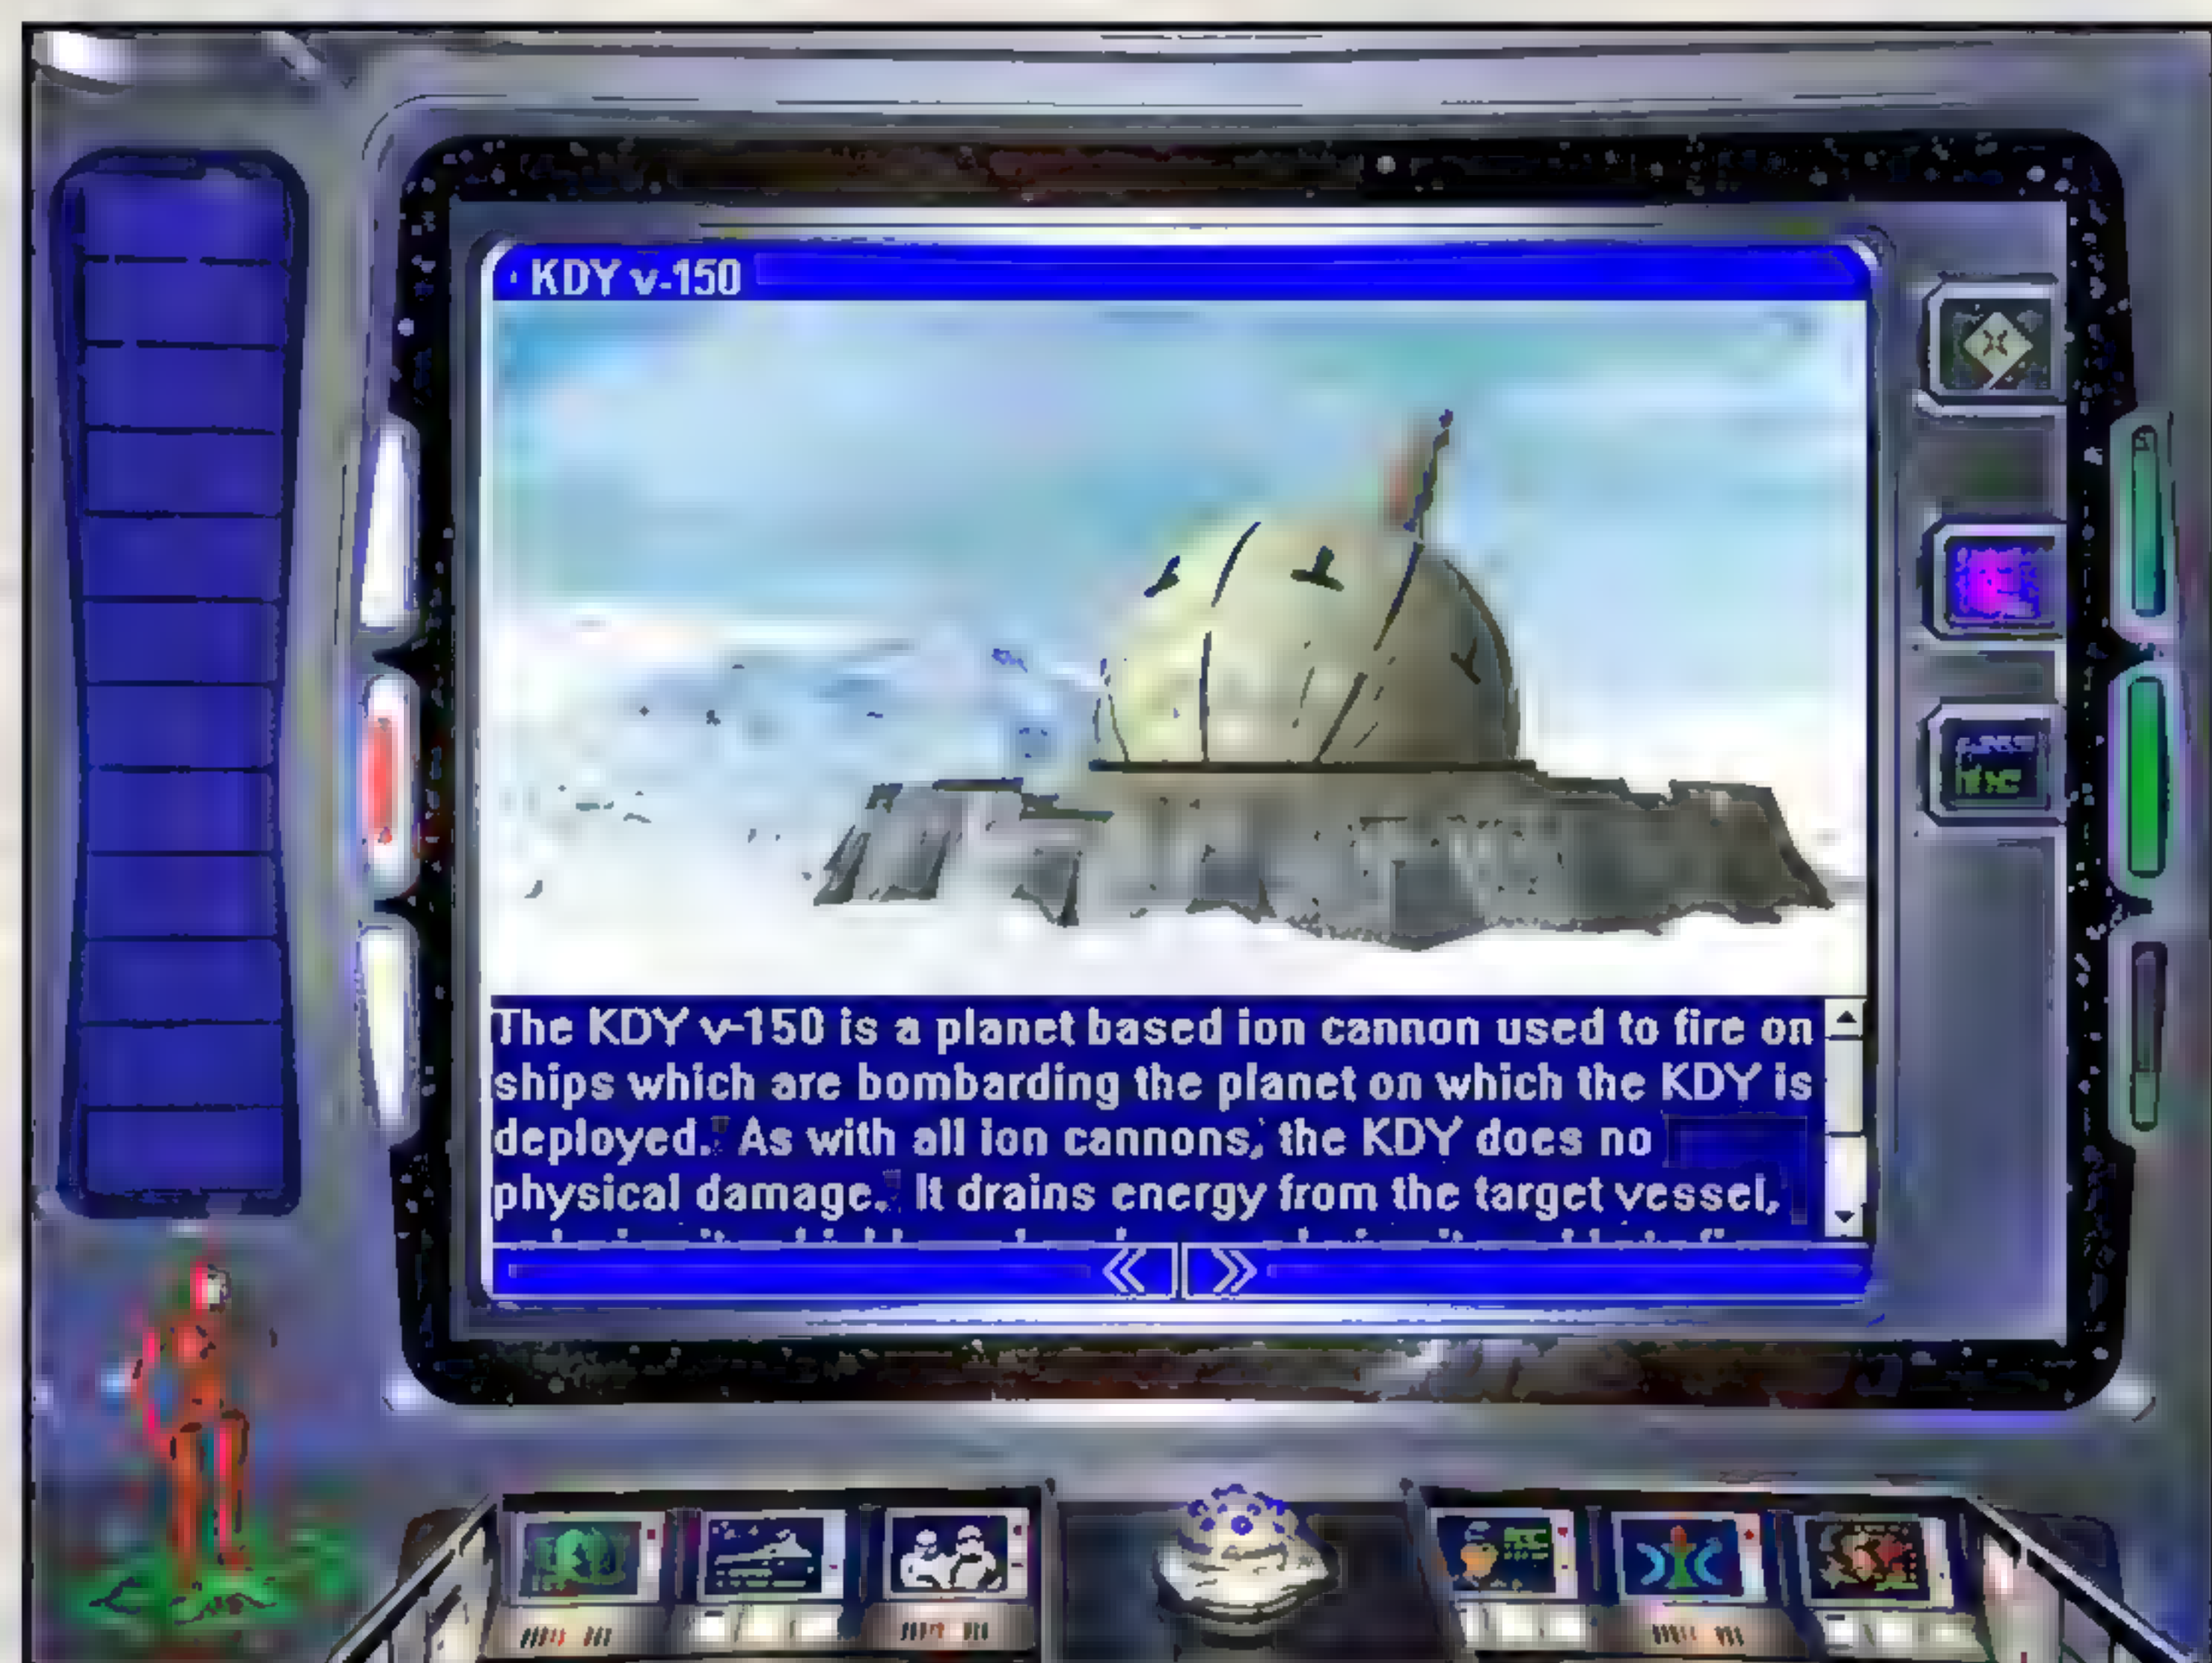 KDY v-150
The KDY v-150 is a planet based ion cannon used to fire on
ships which are bombarding the planet on which the KDY is
deployed. As with all ion cannons, the KDY does no
physical damage. It drains energy from the target vessel,